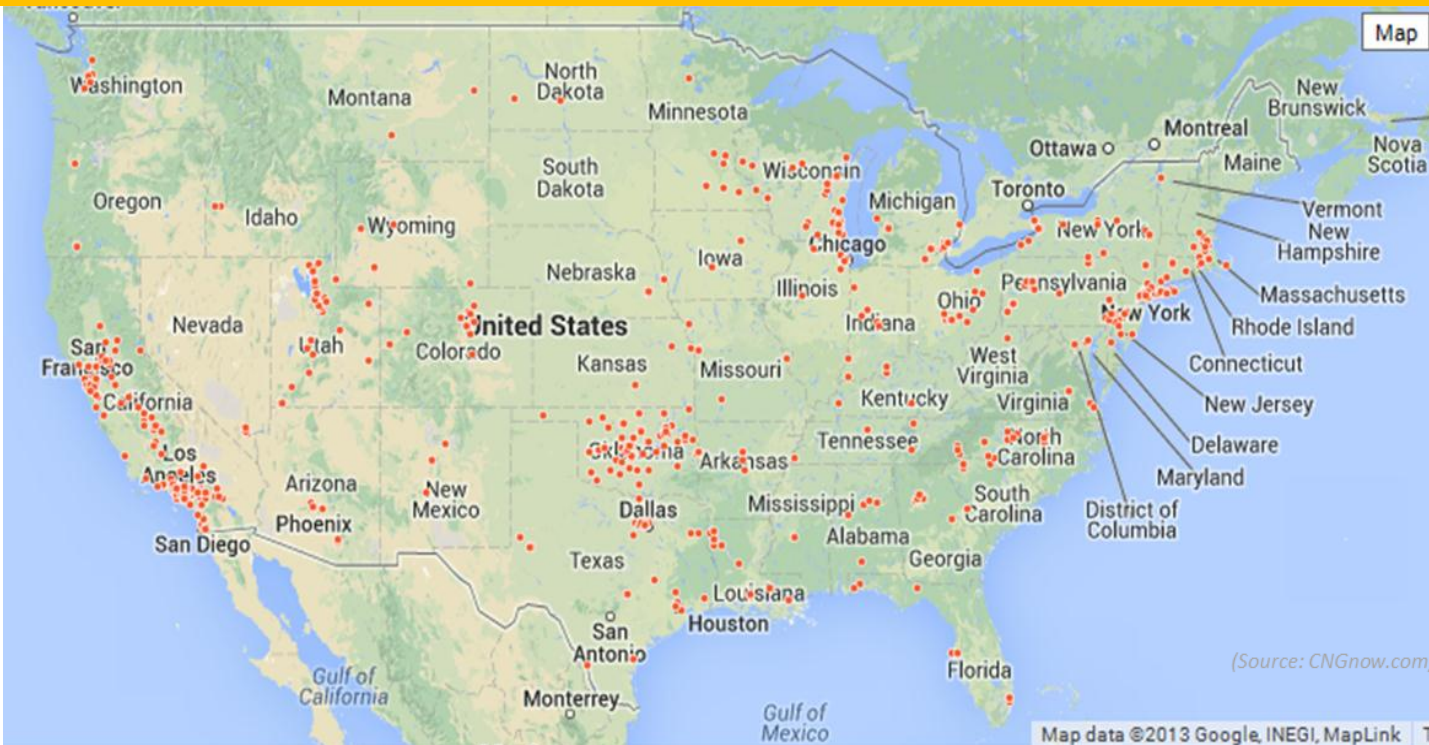 Vancouver
Map
Washington
Montana
North
Dakota
Minnesota
New
Brunswick
Ottawa
Montreal
Nova
Scotia
Maine
South
Dakota
Wisconsin
Michigan
Toronto
Oregon
Idaho
Wyoming
Vermont
New
Hampshire
New York
Chicago
Iowa
Nebraska
Illinois
Pennsylvania
Massachusetts
Ohio
New York
Indiana
Rhode Island
Nevada
United States
Utah
Colorado
San
Francisco
Kansas
Missouri
West
Virginia
Connecticut
California
Kentucky
Virginia
New Jersey
Oklahoma
Tennessee
North
Carolina
Delaware
Los
Angeles
Arkansas
Maryland
Arizona
New
Mexico
Mississippi
South
Carolina
District of
Columbia
Phoenix
Dallas
Alabama
San Diego
Georgia
Texas
Louisiana
Houston
San
Antonio
Florida
(Source: CNGnow.com)
Gulf of
California
Monterrey
Gulf of
Mexico
Map data ©2013 Google, INEGI, MapLink
T